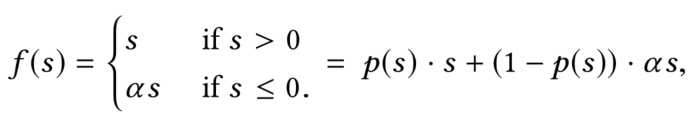 f(s) = { s if s > 0
αs if s ≤ 0. = p(s) · s + (1 − p(s)) · αs,